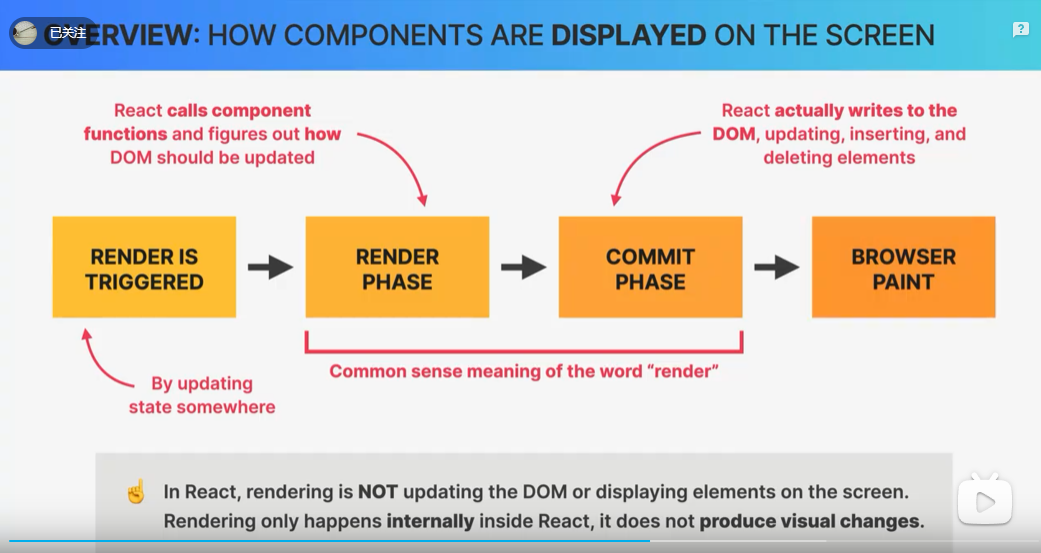 已关注
OVERVIEW: HOW COMPONENTS ARE DISPLAYED ON THE SCREEN
React calls component
functions and figures out how
DOM should be updated
React actually writes to the
DOM, updating, inserting, and
deleting elements
RENDER IS
TRIGGERED
RENDER
PHASE
COMMIT
PHASE
BROWSER
PAINT
Common sense meaning of the word “render”
By updating
state somewhere
☝️ In React, rendering is NOT updating the DOM or displaying elements on the screen.
Rendering only happens internally inside React, it does not produce visual changes.